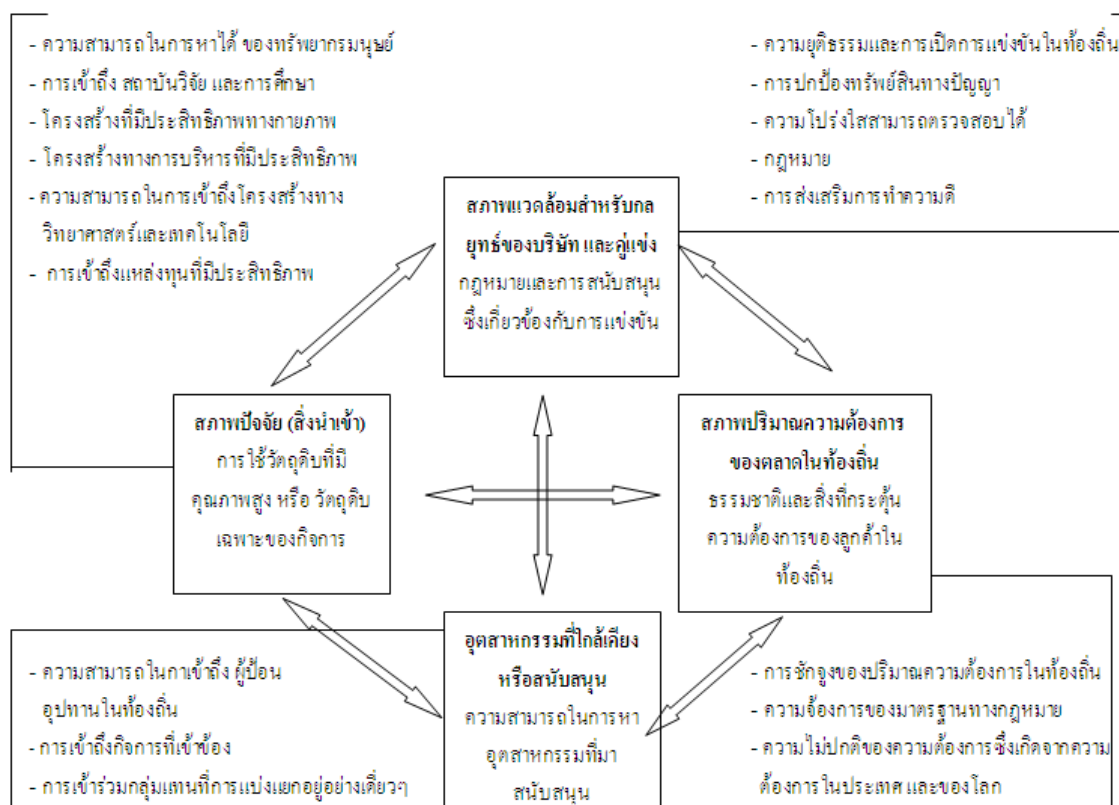 - ความสามารถในการหาได้ ของทรัพยากรมนุษย์
- การเข้าถึง สถาบันวิจัย และการศึกษา
- โครงสร้างที่มีประสิทธิภาพทางกายภาพ
- โครงสร้างทางการบริหารที่มีประสิทธิภาพ
- ความสามารถในการเข้าถึงโครงสร้างทาง
วิทยาศาสตร์และเทคโนโลยี
- การเข้าถึงแหล่งทุนที่มีประสิทธิภาพ
- ความยุติธรรมและการเปิดการแข่งขันในท้องถิ่น
- การปกป้องทรัพย์สินทางปัญญา
- ความโปร่งใสสามารถตรวจสอบได้
- กฎหมาย
- การส่งเสริมการทำความดี
สภาพแวดล้อมสำหรับกล
ยุทธ์ของบริษัท และคู่แข่ง
กฎหมายและการสนับสนุน
ซึ่งเกี่ยวข้องกับการแข่งขัน
สภาพปัจจัย (สิ่งนำเข้า)
การใช้วัตถุดิบที่มี
คุณภาพสูง หรือ วัตถุดิบ
เฉพาะของกิจการ
สภาพปริมาณความต้องการ
ของตลาดในท้องถิ่น
ธรรมชาติและสิ่งที่กระตุ้น
ความต้องการของลูกค้าใน
ท้องถิ่น
อุตสาหกรรมที่ใกล้เคียง
หรือสนับสนุน
ความสามารถในการหา
อุตสาหกรรมที่มา
สนับสนุน
- ความสามารถในกาเข้าถึง ผู้ป้อน
อุปทานในท้องถิ่น
- การเข้าถึงกิจการที่เข้าข้อง
- การเข้าร่วมกลุ่มแทนที่การแบ่งแยกอยู่อย่างเดี่ยวๆ
- การชักจูงของปริมาณความต้องการในท้องถิ่น
- ความจ้องการของมาตรฐานทางกฎหมาย
- ความไม่ปกติของความต้องการซึ่งเกิดจากความ
ต้องการในประเทศ และของโลก